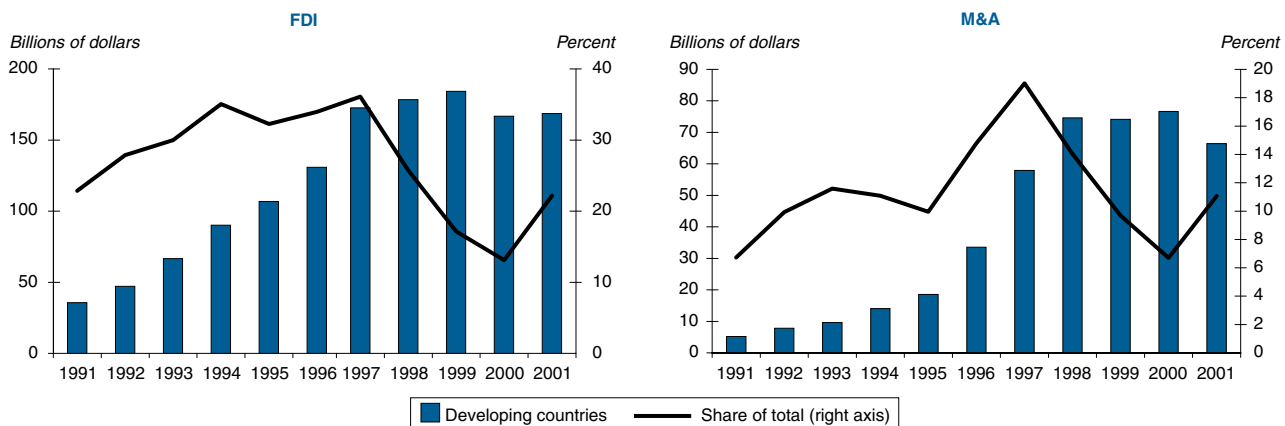 FDI
Billions of dollars Percent
200 40
150 30
100 20
50 10
0 0
1991 1992 1993 1994 1995 1996 1997 1998 1999 2000 2001
M&A
Billions of dollars Percent
90 20
80 18
70 16
60 14
50 12
40 10
30 8
20 6
10 4
0 2
0
1991 1992 1993 1994 1995 1996 1997 1998 1999 2000 2001
Developing countries Share of total (right axis)